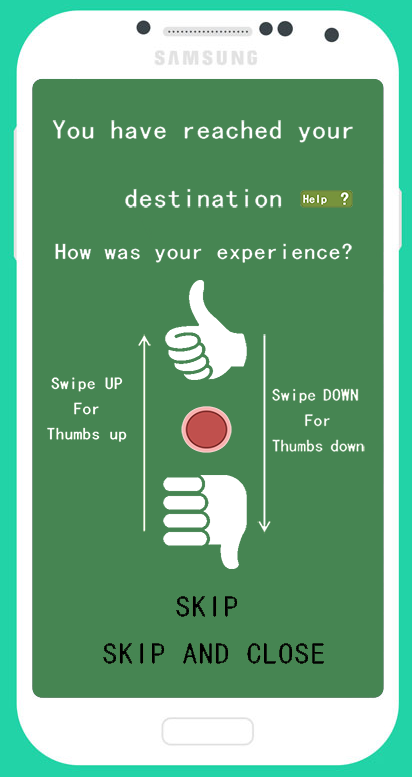 SAMSUNG
You have reached your
destination
Help ?
How was your experience?
Swipe UP
For
Thumbs up
Swipe DOWN
For
Thumbs down
SKIP
SKIP AND CLOSE